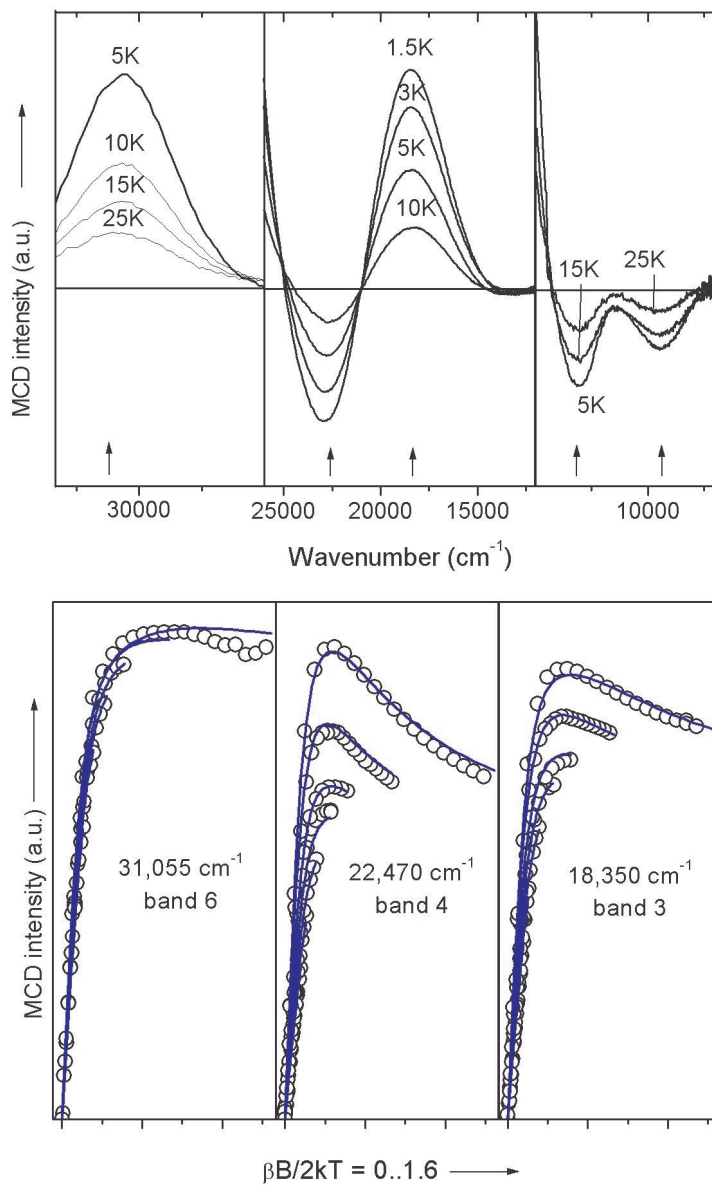 5K
10K
15K
25K
1.5K
3K
5K
10K
15K
25K
5K
MCD intensity (a.u.)
30000
25000
20000
15000
10000
Wavenumber (cm⁻¹)
MCD intensity (a.u.)
31,055 cm⁻¹
band 6
22,470 cm⁻¹
band 4
18,350 cm⁻¹
band 3
βB/2kT = 0..1.6